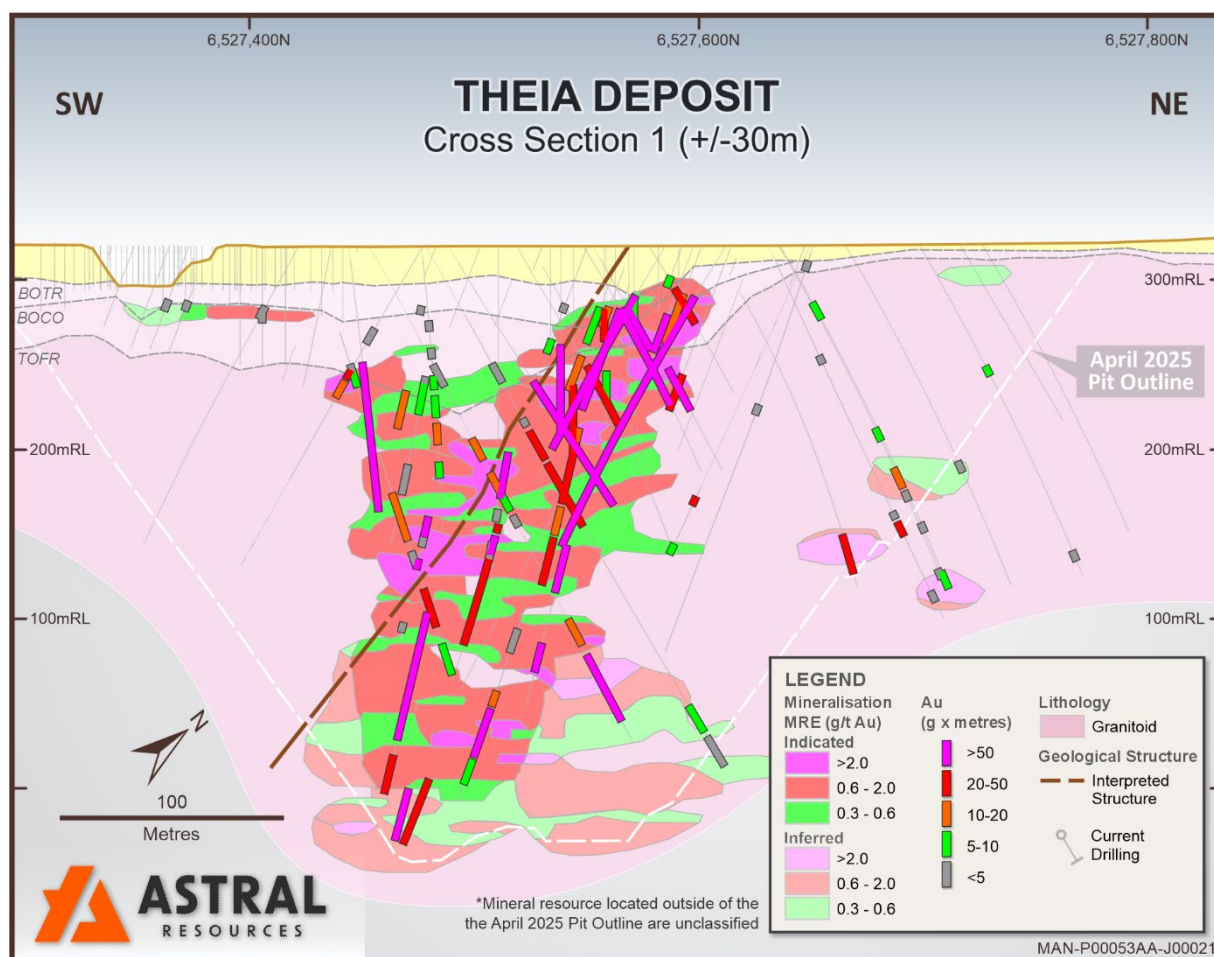 6,527,400N 6,527,600N 6,527,800N
SW
THEIA DEPOSIT
Cross Section 1 (+/-30m)
NE
BOTR
BOCO
TOFR
300mRL
200mRL
100mRL
300mRL
April 2025
Pit Outline
200mRL
100mRL
N
100
Metres
ASTRAL
RESOURCES
*Mineral resource located outside of the
the April 2025 Pit Outline are unclassified
LEGEND
Mineralisation
MRE (g/t Au)
Indicated
>2.0
0.6 - 2.0
0.3 - 0.6
Inferred
>2.0
0.6 - 2.0
0.3 - 0.6
Au
(g x metres)
>50
20-50
10-20
5-10
<5
Lithology
Granitoid
Geological Structure
Interpreted
Structure
Current
Drilling
MAN-P00053AA-J00021